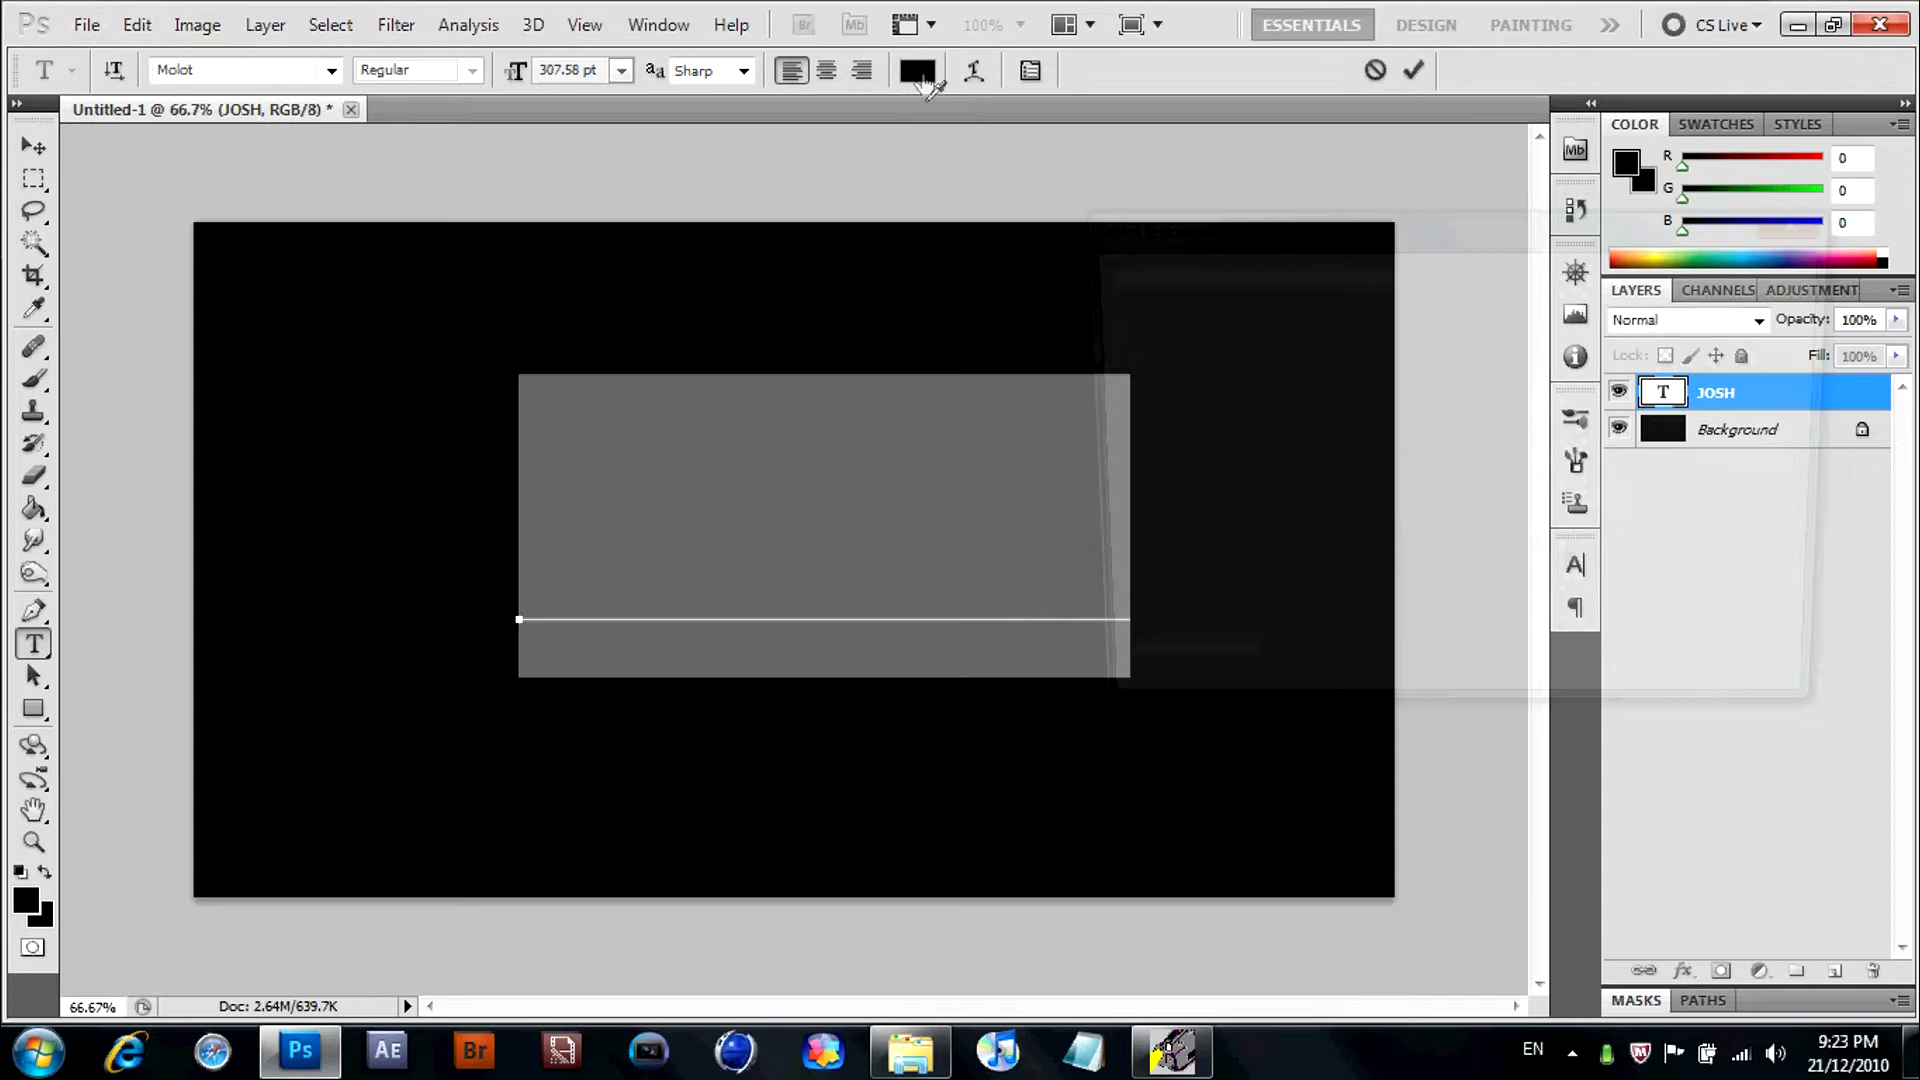 Ps File Edit Image Layer Select Filter Analysis 3D View Window Help Br Mb 100% ESSENTIALS DESIGN PAINTING CS Live
T Molot Regular T 307.58 pt aa Sharp
Untitled-1 @ 66.7% (JOSH, RGB/8) *
COLOR SWATCHES STYLES
Mb
R 0
G 0
B 0
LAYERS CHANNELS ADJUSTMENT
Normal Opacity: 100%
Lock: Fill: 100%
T JOSH
Background
A
T
fx
MASKS PATHS
66.67% Doc: 2.64M/639.7K
Ps AE Br
EN
9:23 PM
21/12/2010